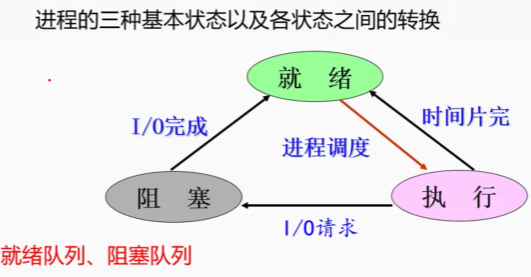 进程的三种基本状态以及各状态之间的转换
就 绪
I/O完成
时间片完
进程调度
阻 塞
执 行
I/O请求
就绪队列、阻塞队列